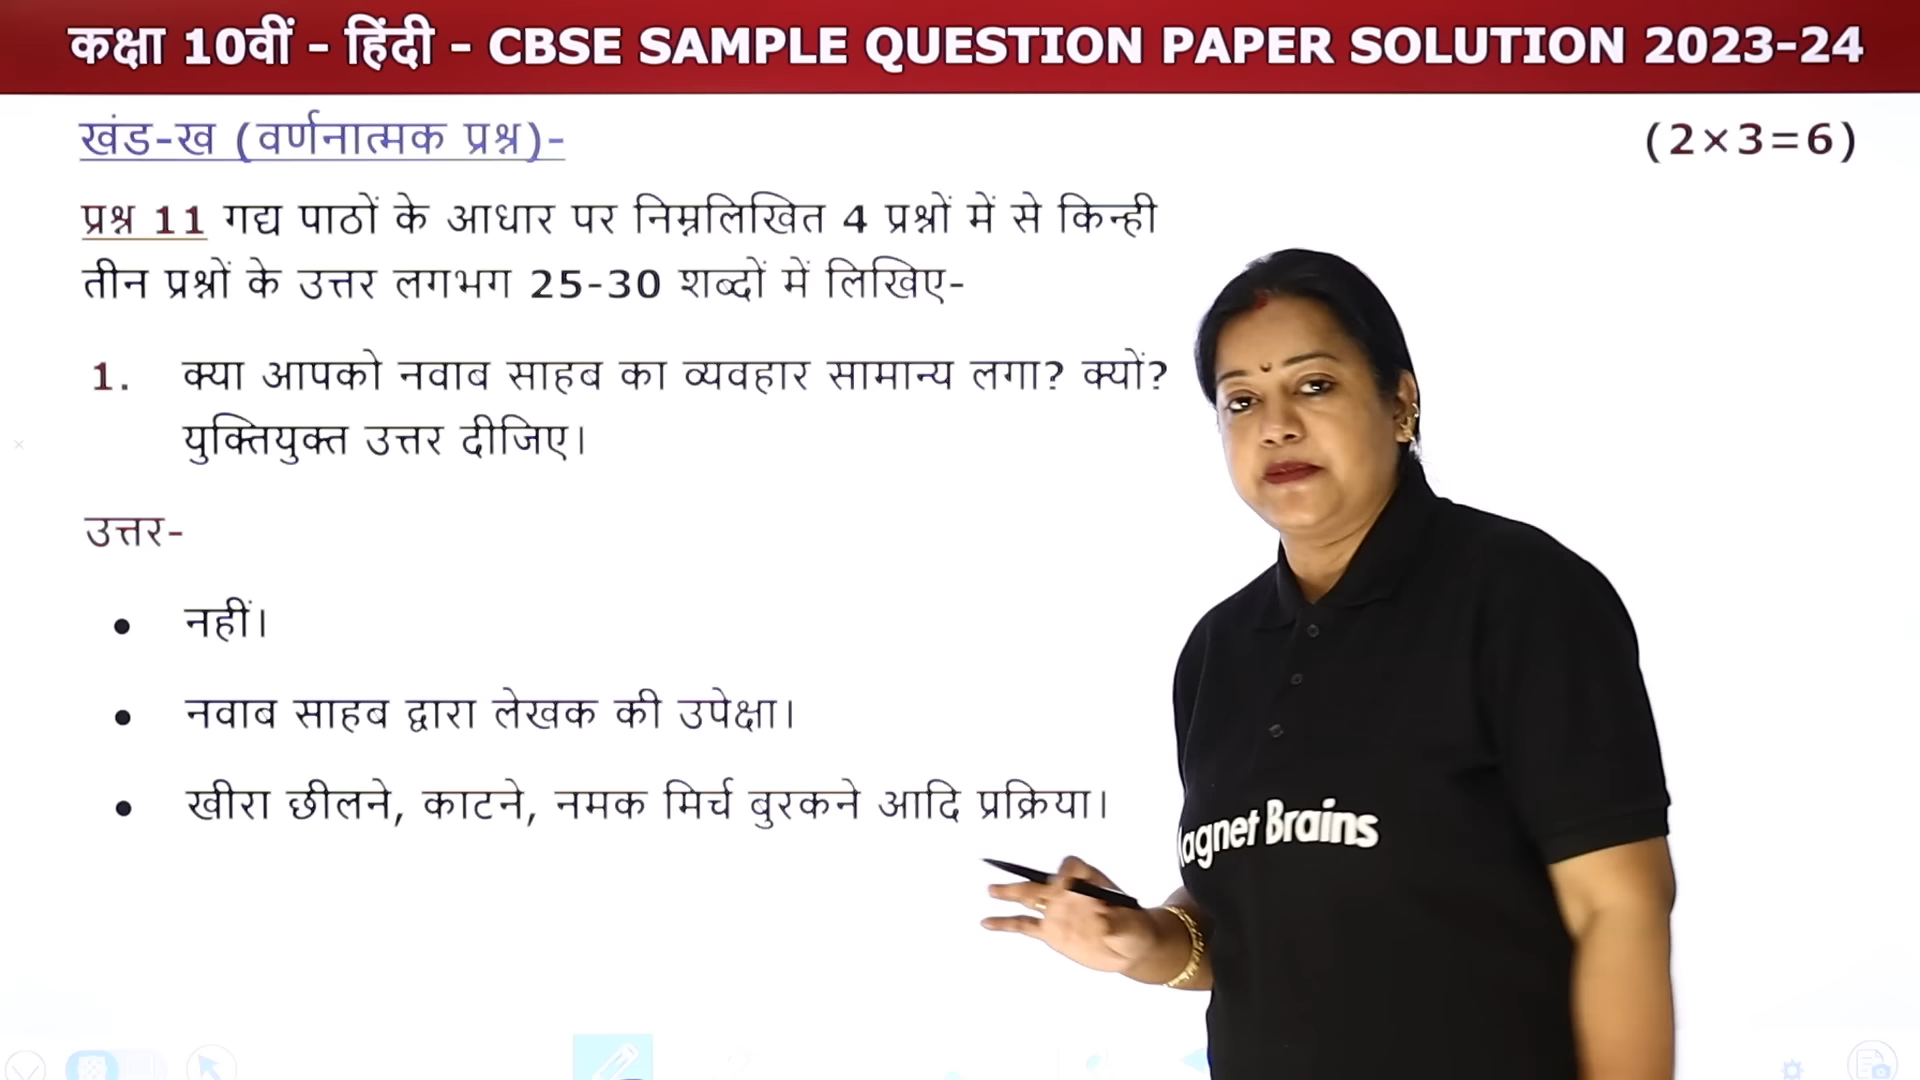 कक्षा 10वीं - हिंदी - CBSE SAMPLE QUESTION PAPER SOLUTION 2023-24
खंड-ख (वर्णनात्मक प्रश्न)- (2×3=6)
प्रश्न 11 गद्य पाठों के आधार पर निम्नलिखित 4 प्रश्नों में से किन्ही
तीन प्रश्नों के उत्तर लगभग 25-30 शब्दों में लिखिए-
1. क्या आपको नवाब साहब का व्यवहार सामान्य लगा? क्यों?
युक्तियुक्त उत्तर दीजिए।
उत्तर-
• नहीं।
• नवाब साहब द्वारा लेखक की उपेक्षा।
• खीरा छीलने, काटने, नमक मिर्च बुरकने आदि प्रक्रिया।
agnet Brains